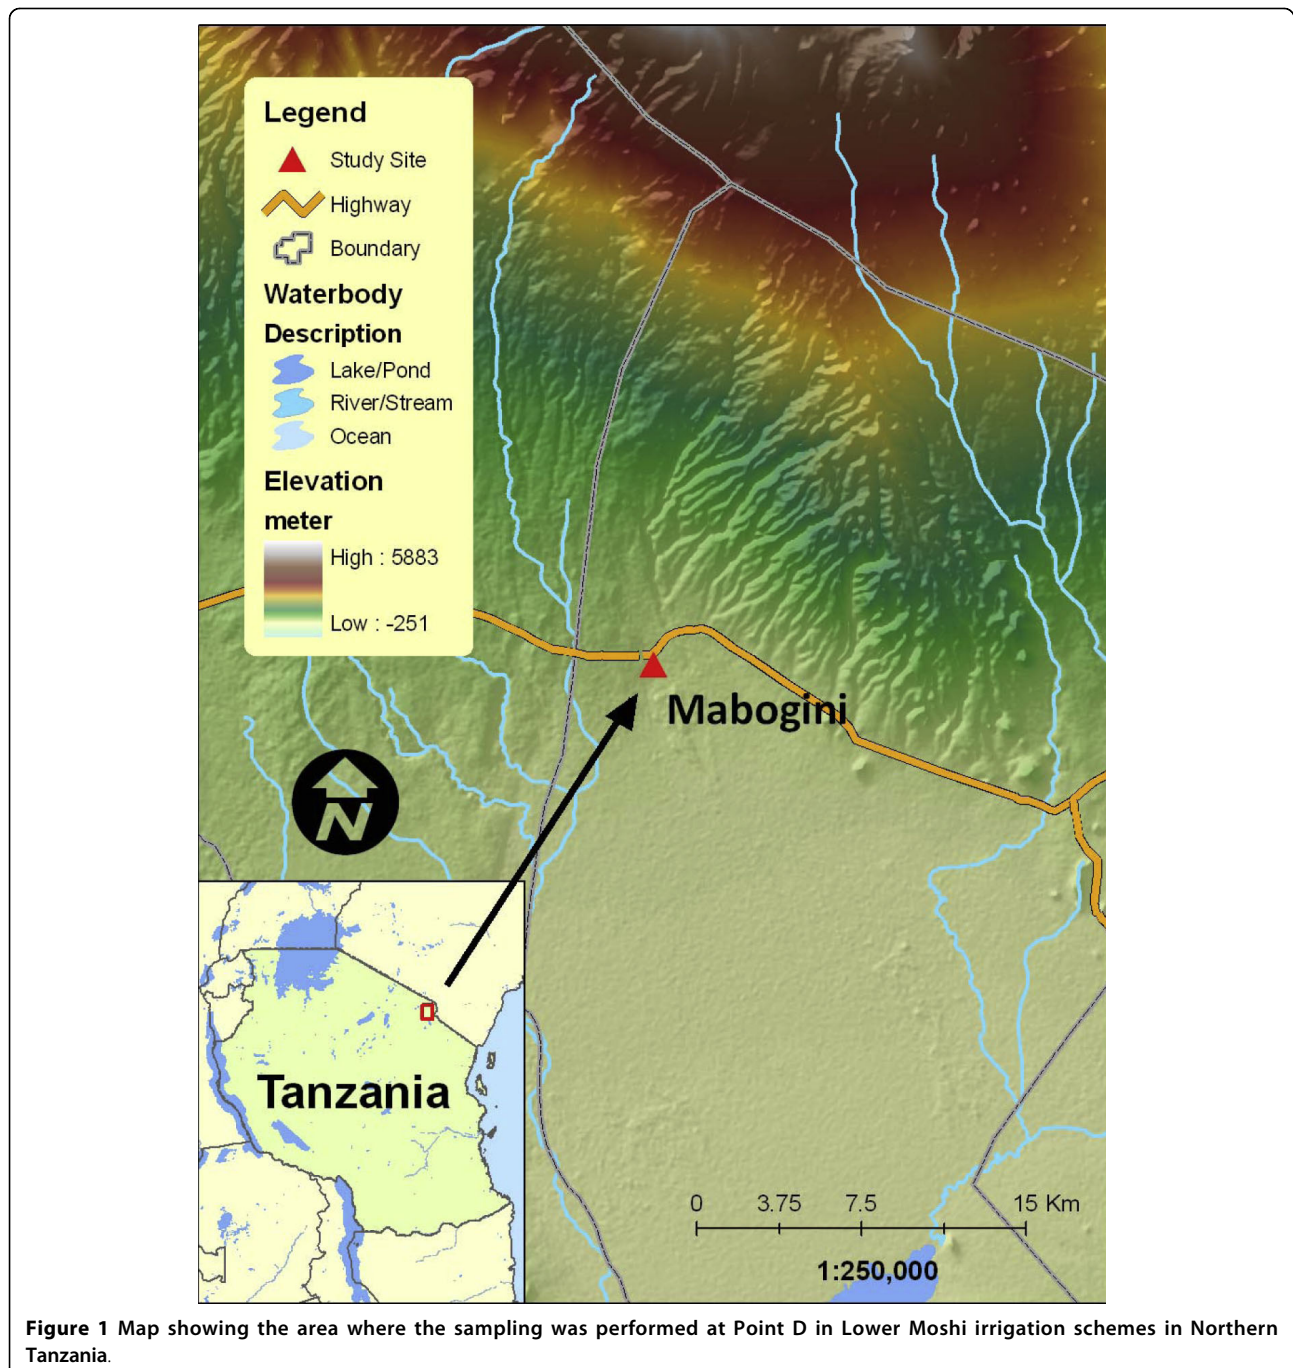 Legend
Study Site
Highway
Boundary
Waterbody
Description
Lake/Pond
River/Stream
Ocean
Elevation
meter
High : 5883
Low : -251
Mabogini
N
Tanzania
0 3.75 7.5 15 Km
1:250,000
Figure 1 Map showing the area where the sampling was performed at Point D in Lower Moshi irrigation schemes in Northern
Tanzania.